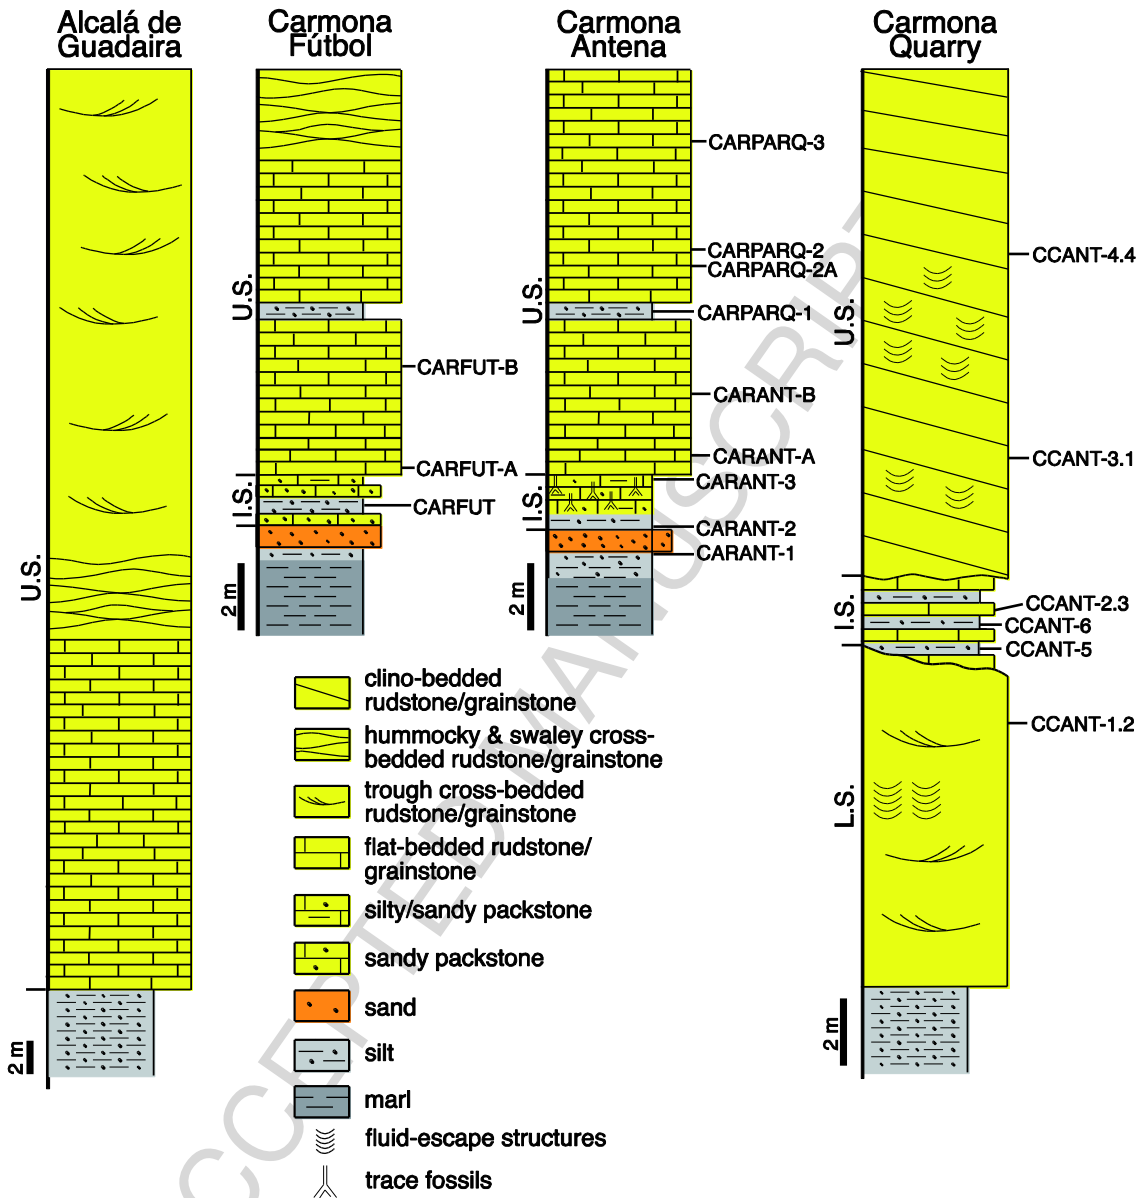 Alcalá de
Guadaira
Carmona
Fútbol
Carmona
Antena
Carmona
Quarry
U.S.
2 m
U.S.
I.S.
2 m
CARFUT-B
CARFUT-A
CARFUT
U.S.
I.S.
2 m
CARPARQ-3
CARPARQ-2
CARPARQ-2A
CARPARQ-1
CARANT-B
CARANT-A
CARANT-3
CARANT-2
CARANT-1
U.S.
I.S.
L.S.
2 m
CCANT-4.4
CCANT-3.1
CCANT-2.3
CCANT-6
CCANT-5
CCANT-1.2
clino-bedded
rudstone/grainstone
hummocky & swaley cross-
bedded rudstone/grainstone
trough cross-bedded
rudstone/grainstone
flat-bedded rudstone/
grainstone
silty/sandy packstone
sandy packstone
sand
silt
marl
fluid-escape structures
trace fossils
CCEPTED MANUSCRIPT